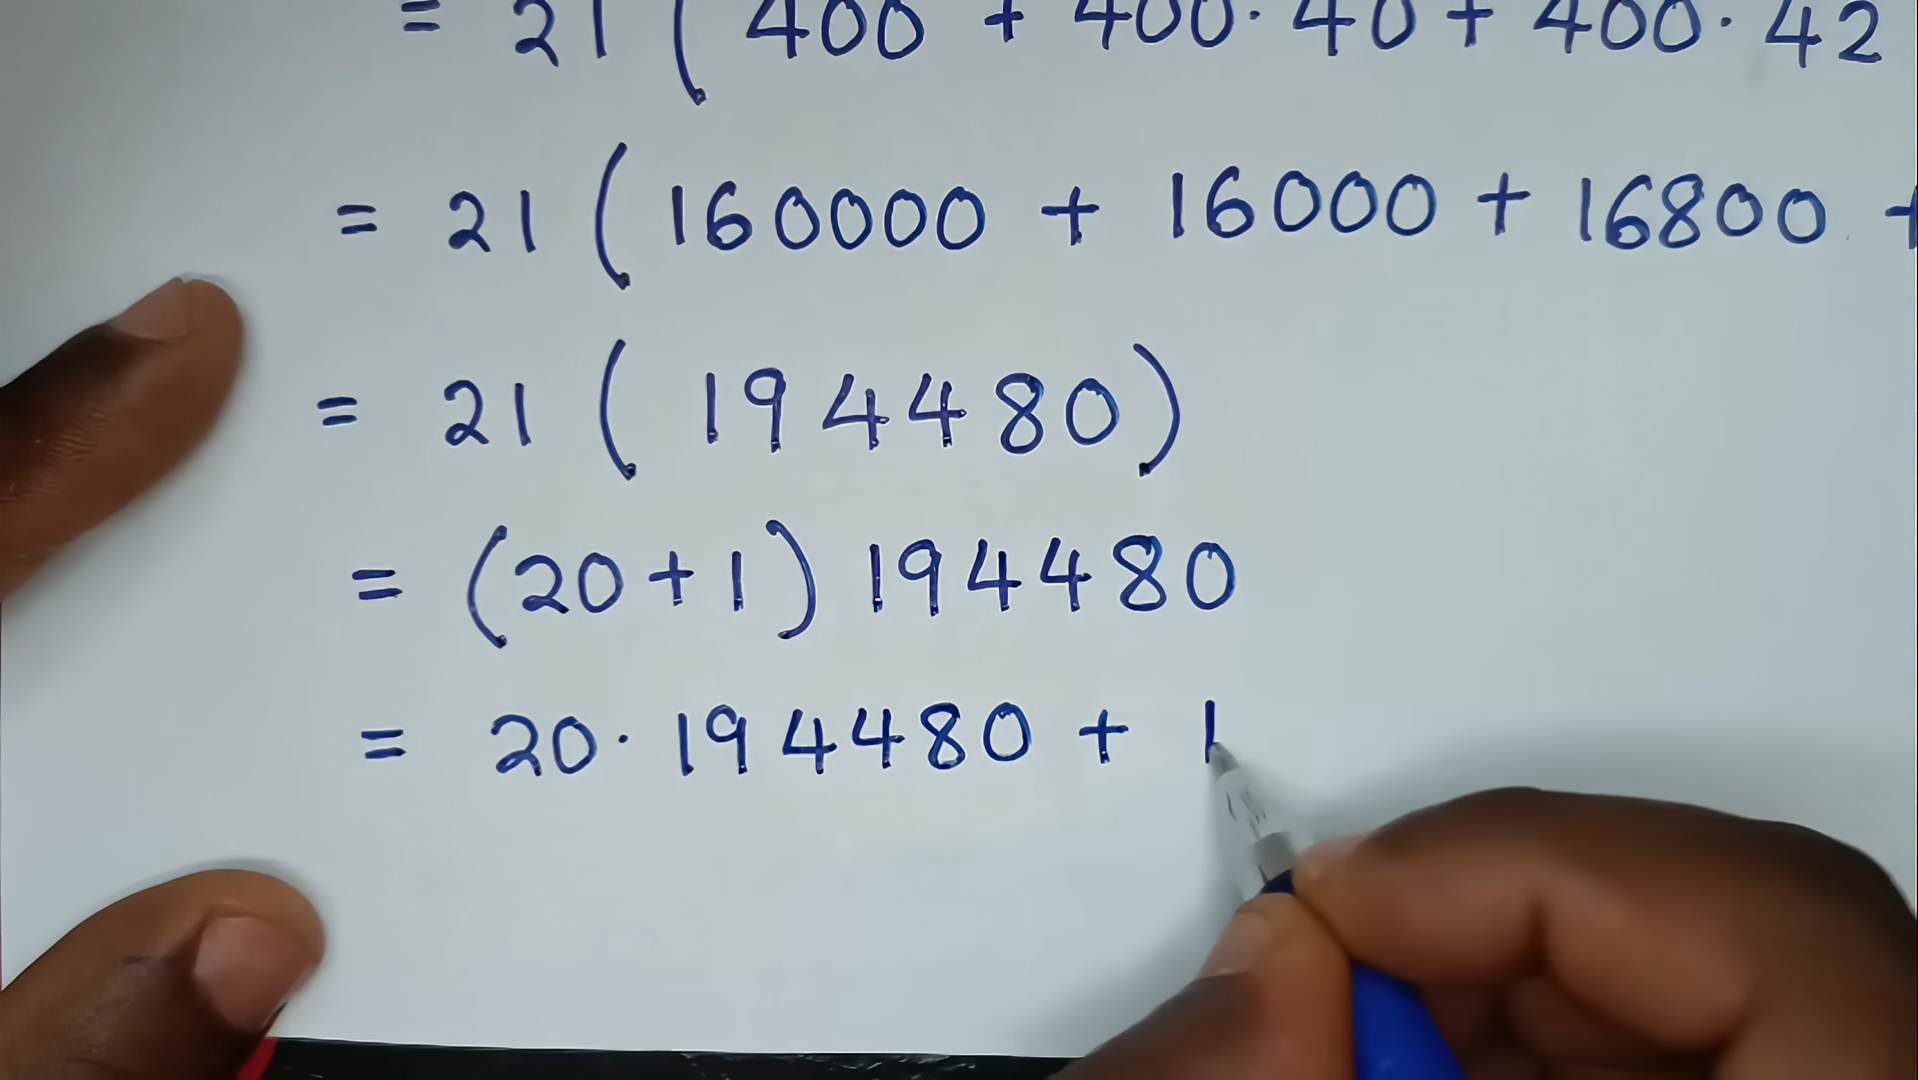 = 21 ( 400 + 400 · 40 + 400 · 42
= 21 ( 160000 + 16000 + 16800 +
= 21 ( 194480 )
= (20 + 1) 194480
= 20 · 194480 + 1